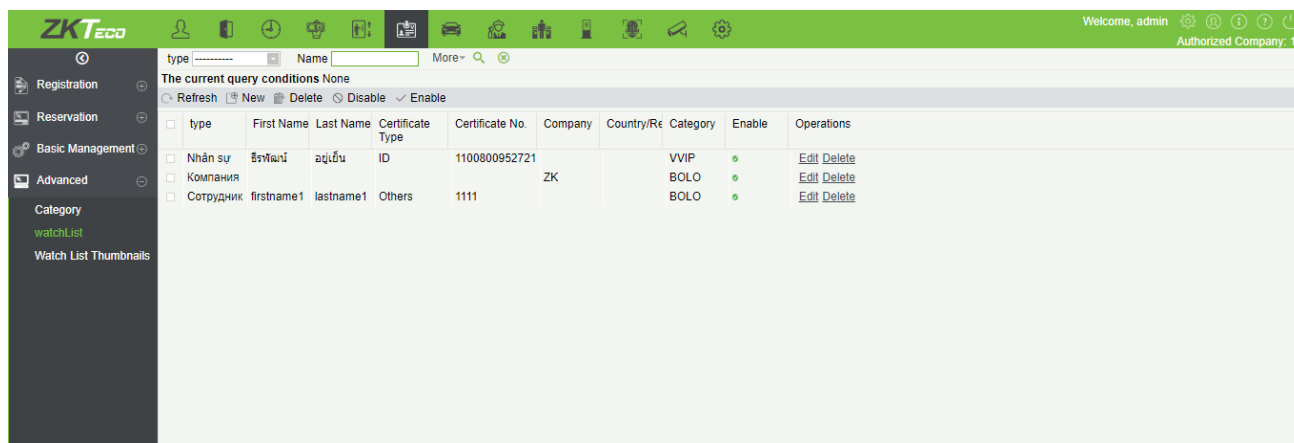 ZKTECO
Welcome, admin
Authorized Company: 1
type ---------- Name More
Registration
The current query conditions None
Refresh New Delete Disable Enable
Reservation
type First Name Last Name Certificate Type Certificate No. Company Country/Re Category Enable Operations
Basic Management
Nhân sự ธีรพัฒน์ อยู่เย็น ID 1100800952721 VVIP Edit Delete
Advanced
Компания ZK BOLO Edit Delete
Сотрудник firstname1 lastname1 Others 1111 BOLO Edit Delete
Category
watchList
Watch List Thumbnails